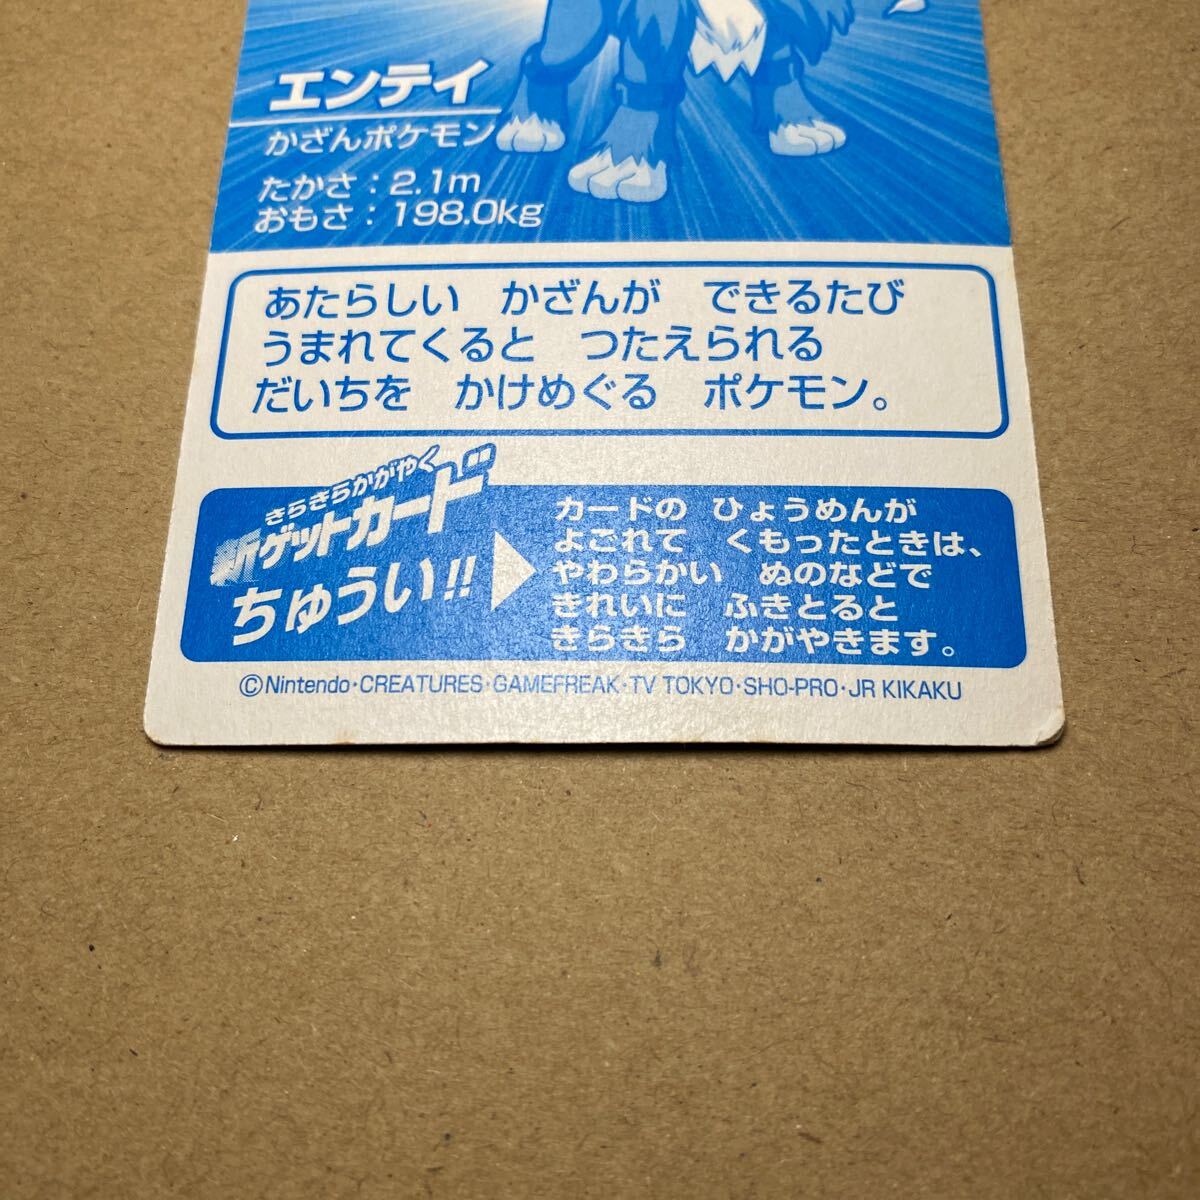 エンテイ
かざんポケモン
たかさ：2.1m
おもさ：198.0kg
あたらしい　かざんが　できるたび
うまれてくると　つたえられる
だいちを　かけめぐる　ポケモン。
きらきらかがやく
新ゲットカード
ちゅうい!!
カードの　ひょうめんが
よごれて　くもったときは、
やわらかい　ぬのなどで
きれいに　ふきとると
きらきら　かがやきます。
©Nintendo・CREATURES・GAMEFREAK・TV TOKYO・SHO-PRO・JR KIKAKU